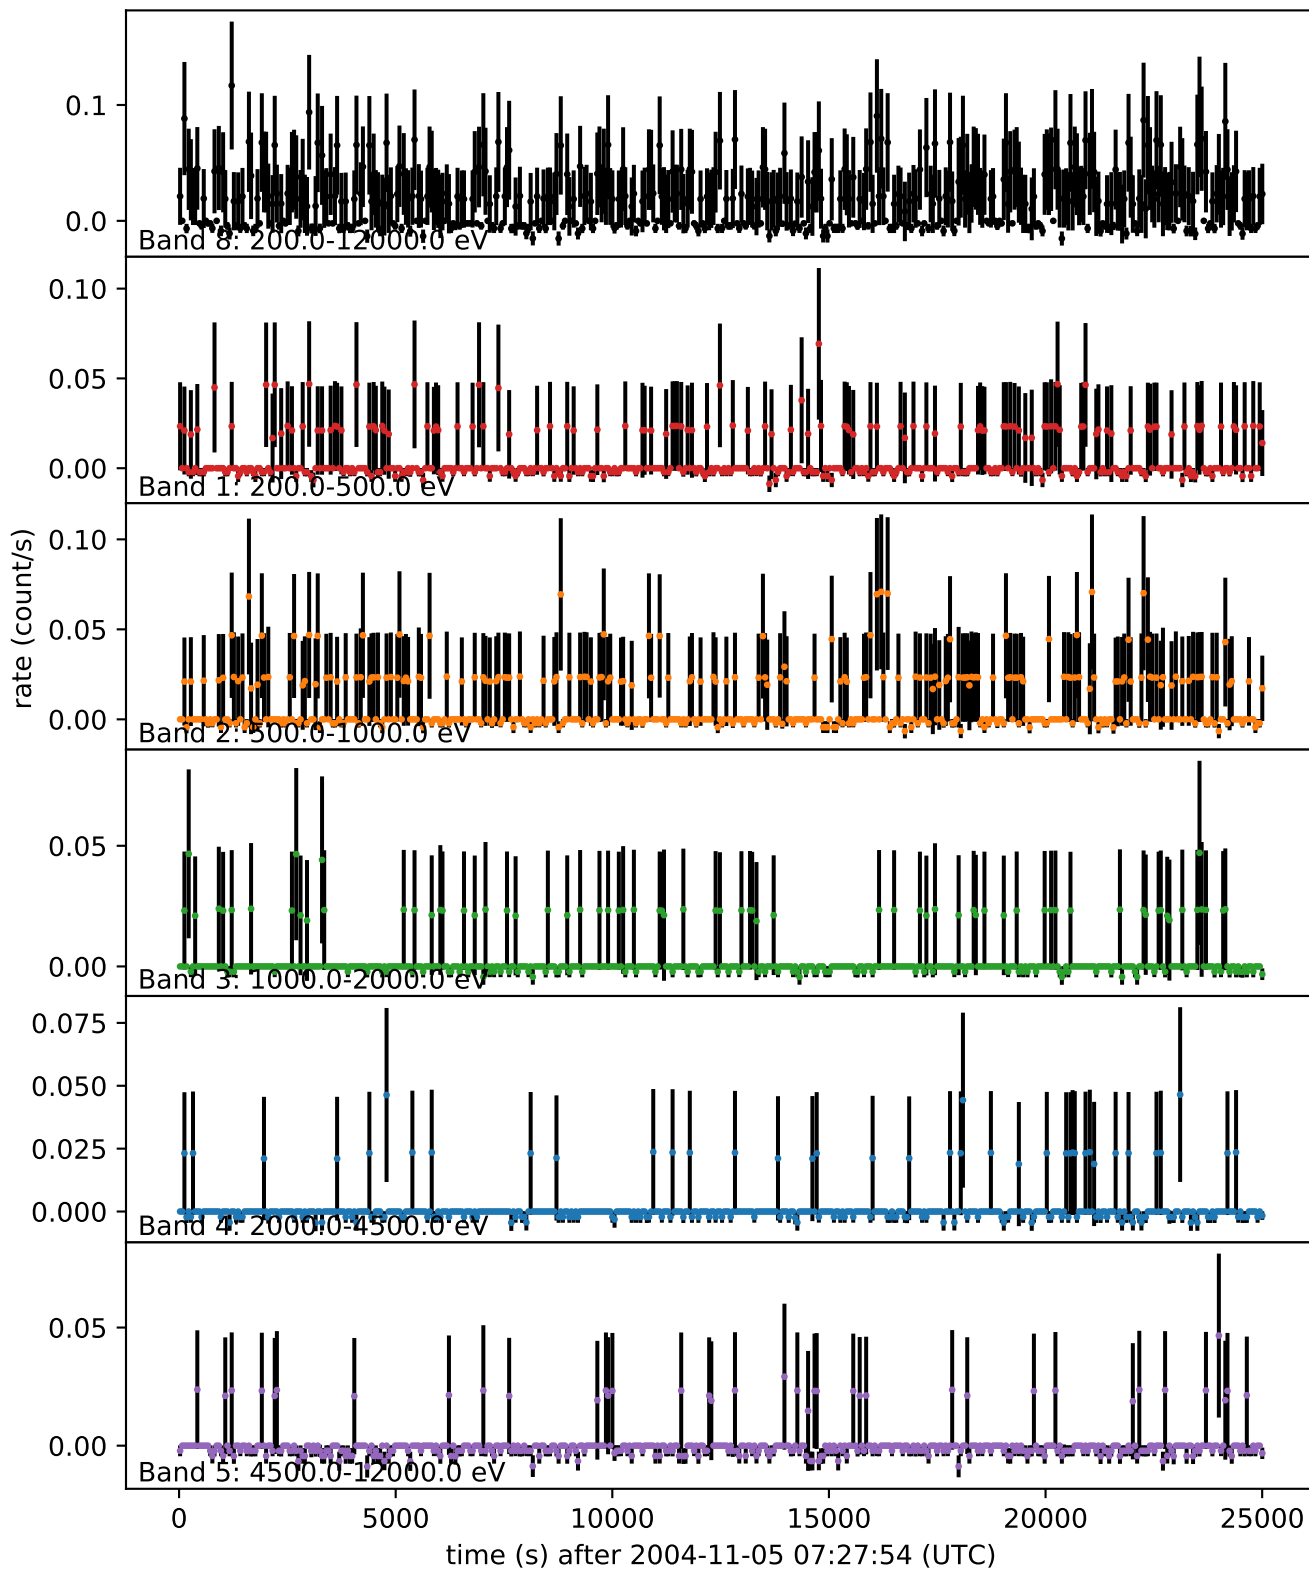 0.1
0.0
Band 8: 200.0-12000.0 eV
0.10
0.05
0.00
Band 1: 200.0-500.0 eV
0.10
0.05
0.00
Band 2: 500.0-1000.0 eV
rate (count/s)
0.05
0.00
Band 3: 1000.0-2000.0 eV
0.075
0.050
0.025
0.000
Band 4: 2000.0-4500.0 eV
0.05
0.00
Band 5: 4500.0-12000.0 eV
0 5000 10000 15000 20000 25000
time (s) after 2004-11-05 07:27:54 (UTC)